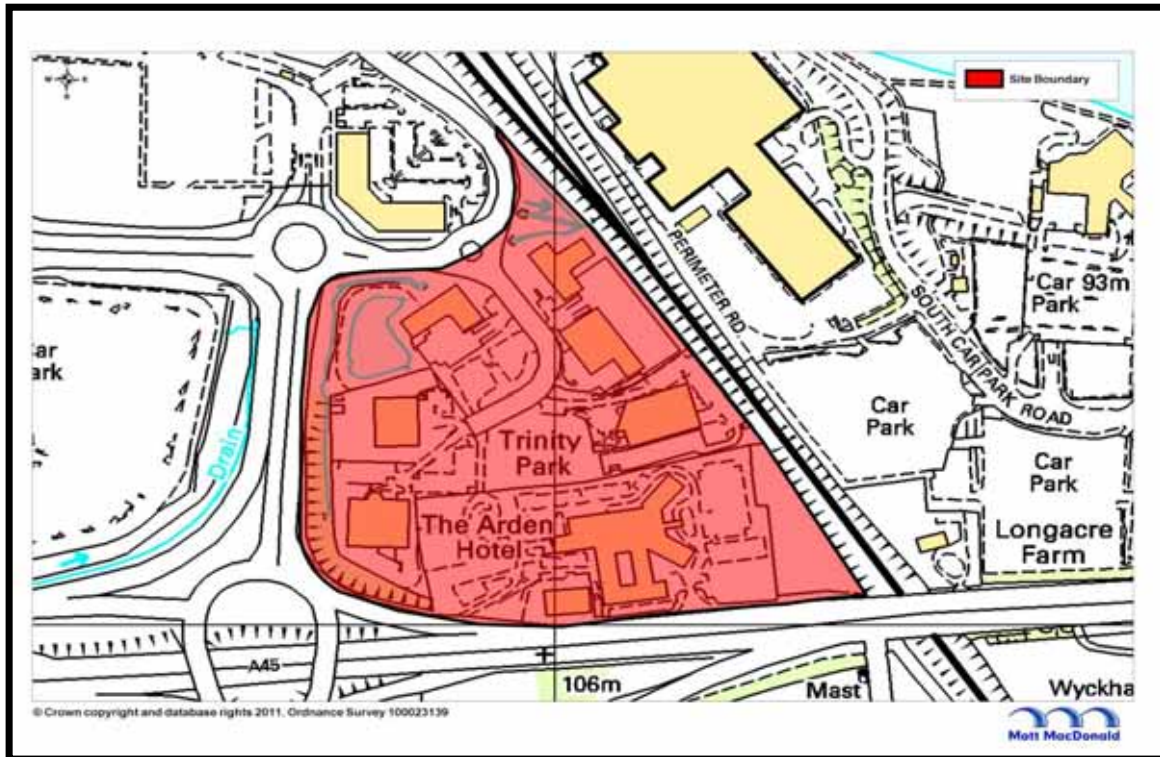 Site Boundary
PERIMETER RD
SOUTH CAR PARK ROAD
Car 93m
Park
ar
ark
Drain
Car
Park
Trinity
Park
Car
Park
The Arden
Hotel
Longacre
Farm
A45
106m
Mast
Wyckha
© Crown copyright and database rights 2011. Ordnance Survey 100023139
Mott MacDonald